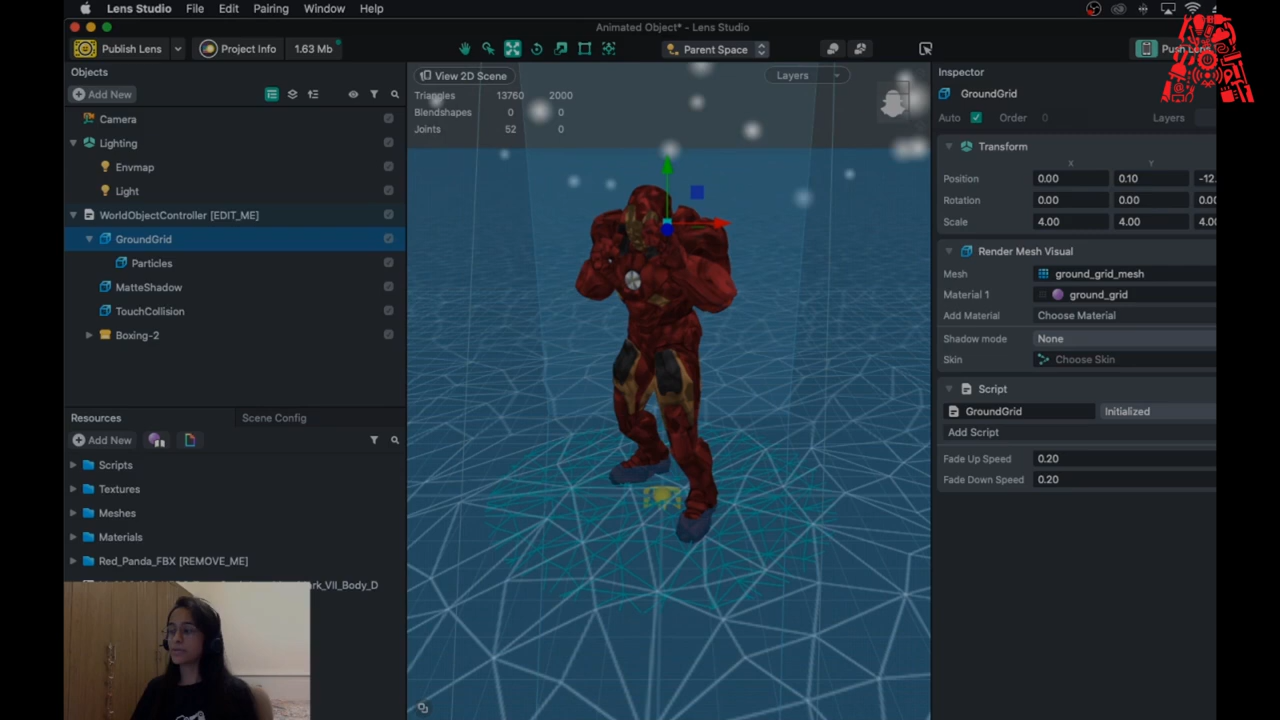 Lens Studio File Edit Pairing Window Help
Animated Object* - Lens Studio
Publish Lens Project Info 1.63 Mb Parent Space
Objects
Add New
Camera
Lighting
Envmap
Light
WorldObjectController [EDIT_ME]
GroundGrid
Particles
MatteShadow
TouchCollision
Boxing-2
Resources Scene Config
Add New
Scripts
Textures
Meshes
Materials
Red_Panda_FBX [REMOVE_ME]
View 2D Scene Layers
Triangles 13760 2000
Blendshapes 0 0
Joints 52 0
Inspector
GroundGrid
Auto Order 0 Layers
Transform
X Y
Position 0.00 0.10 -12.
Rotation 0.00 0.00 0.00
Scale 4.00 4.00 4.00
Render Mesh Visual
Mesh ground_grid_mesh
Material 1 ground_grid
Add Material Choose Material
Shadow mode None
Skin Choose Skin
Script
GroundGrid Initialized
Add Script
Fade Up Speed 0.20
Fade Down Speed 0.20